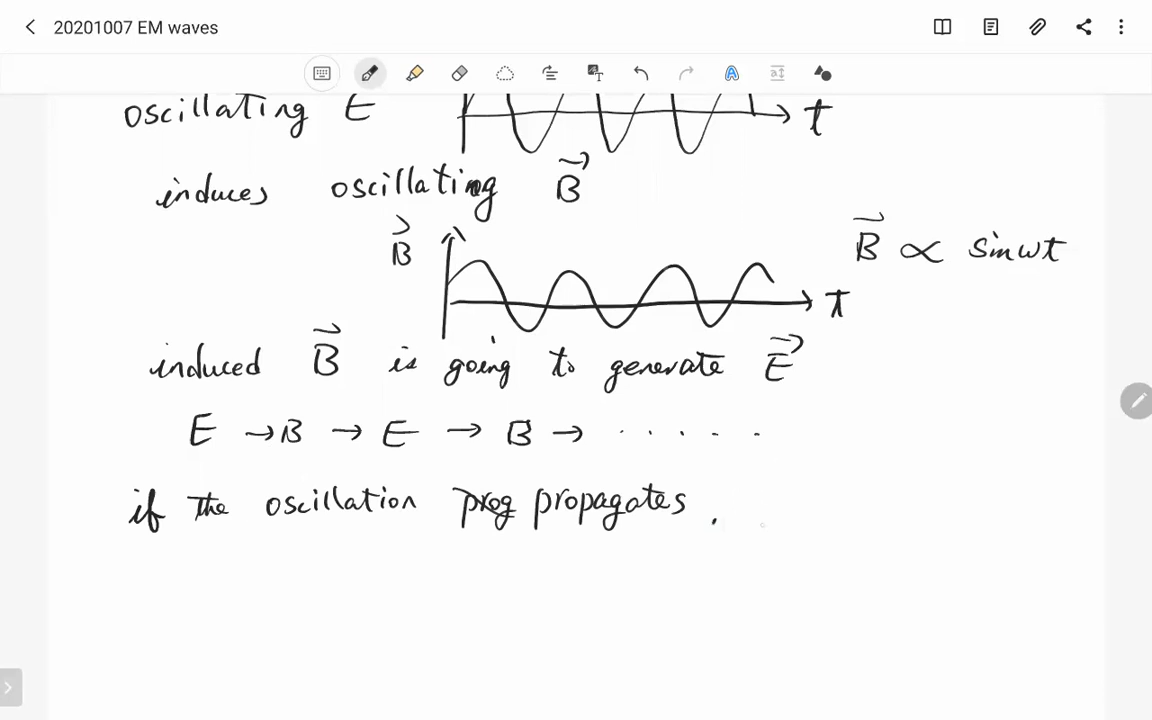 20201007 EM waves
oscillating E
t
induces oscillating B⃗
B⃗
B⃗ ∝ sinωt
t
induced B⃗ is going to generate E⃗
E → B → E → B → ......
if the oscillation prog propagates .